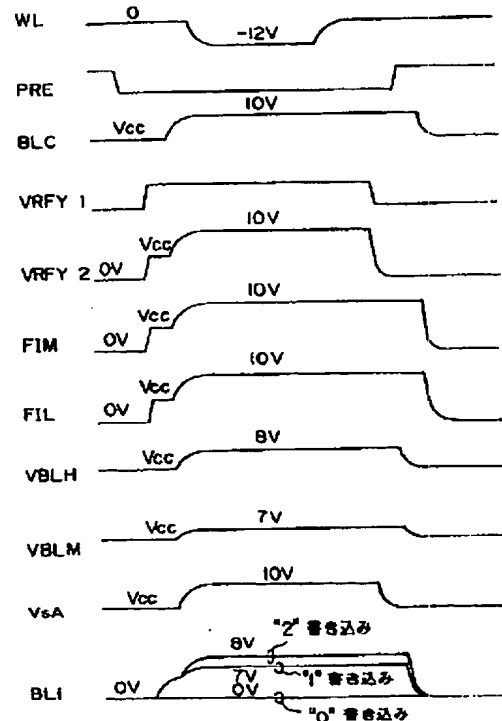 WL 0 -12V
PRE
BLC Vcc 10V
VRFY 1
VRFY 2 0V Vcc 10V
FIM 0V Vcc 10V
FIL 0V Vcc 10V
VBLH Vcc 8V
VBLM Vcc 7V
VsA Vcc 10V
8V "2" 書き込み
7V "1" 書き込み
BLi 0V 0V
"0" 書き込み